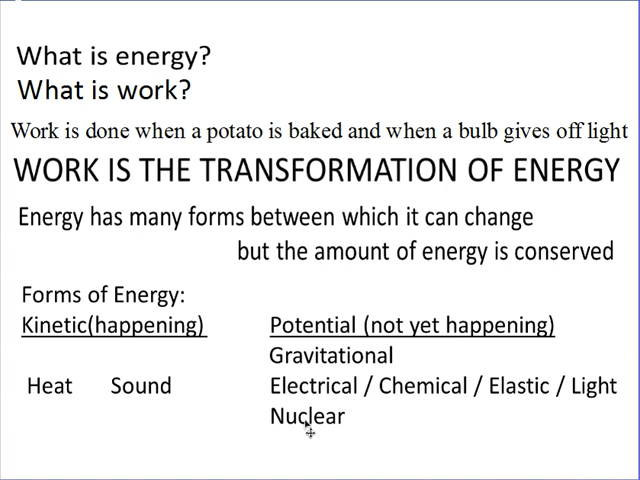 What is energy?
What is work?
Work is done when a potato is baked and when a bulb gives off light
WORK IS THE TRANSFORMATION OF ENERGY
Energy has many forms between which it can change
but the amount of energy is conserved
Forms of Energy:
Kinetic(happening) Potential (not yet happening)
Gravitational
Heat Sound Electrical / Chemical / Elastic / Light
Nuclear